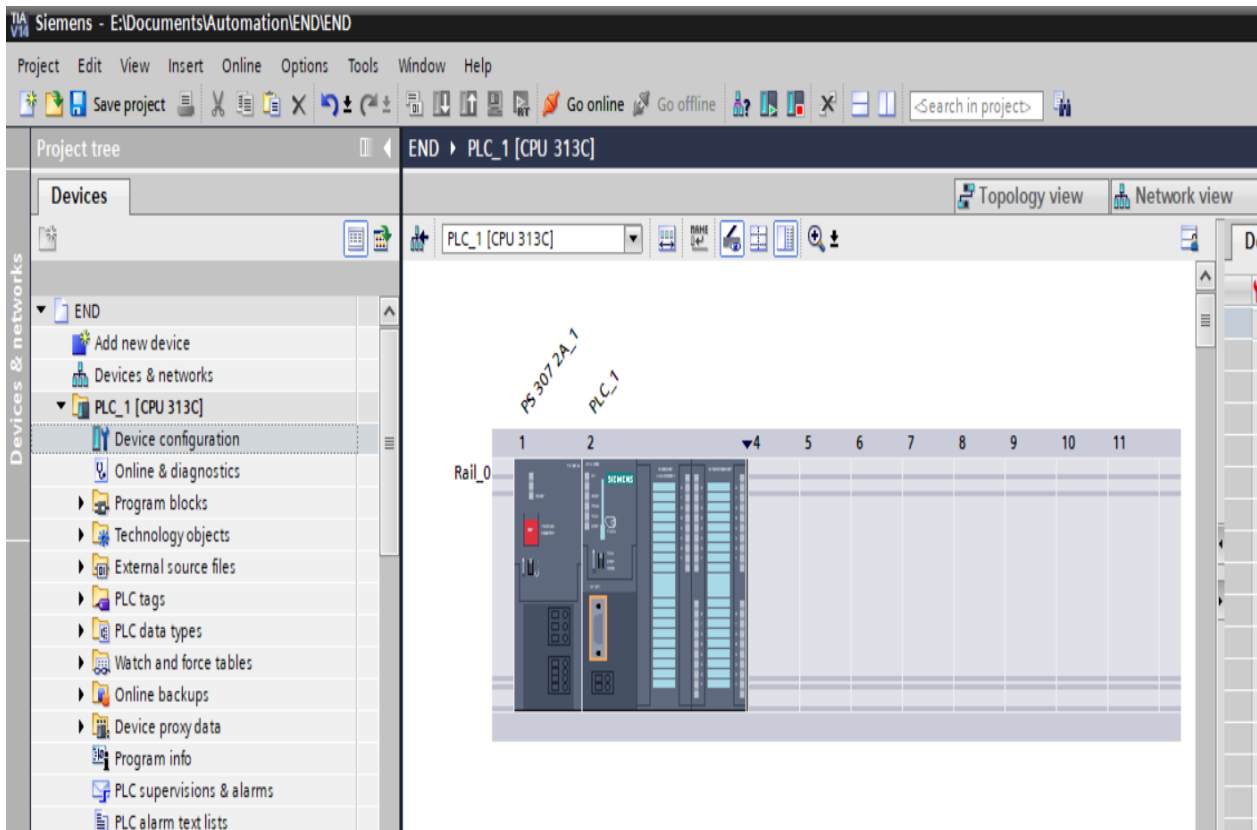 TIA V14 Siemens - E:\Documents\Automation\END\END
Project Edit View Insert Online Options Tools Window Help
Save project Go online Go offline <Search in project>
Project tree
END PLC_1 [CPU 313C]
Devices
Topology view Network view
PLC_1 [CPU 313C]
Devices & networks
END
Add new device
Devices & networks
PLC_1 [CPU 313C]
Device configuration
Online & diagnostics
Program blocks
Technology objects
External source files
PLC tags
PLC data types
Watch and force tables
Online backups
Device proxy data
Program info
PLC supervisions & alarms
PLC alarm text lists
PS 307 2A_1
PLC_1
1 2 4 5 6 7 8 9 10 11
Rail_0
SIEMENS